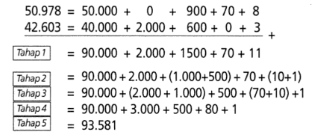 50.978 = 50.000 + 0 + 900 + 70 + 8
42.603 = 40.000 + 2.000 + 600 + 0 + 3 +
Tahap 1 = 90.000 + 2.000 + 1500 + 70 + 11
Tahap 2 = 90.000 + 2.000 + (1.000+500) + 70 + (10+1)
Tahap 3 = 90.000 + (2.000 + 1.000) + 500 + (70+10) +1
Tahap 4 = 90.000 + 3.000 + 500 + 80 + 1
Tahap 5 = 93.581